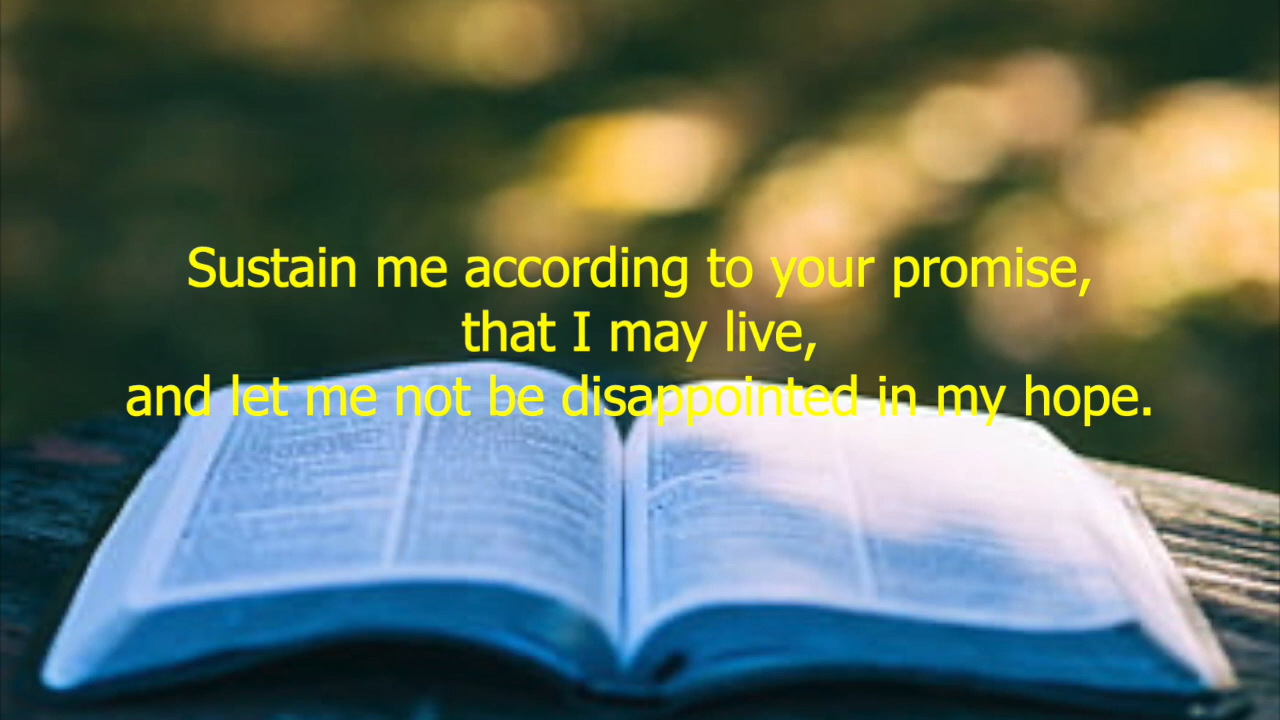 Sustain me according to your promise,
that I may live,
and let me not be disappointed in my hope.